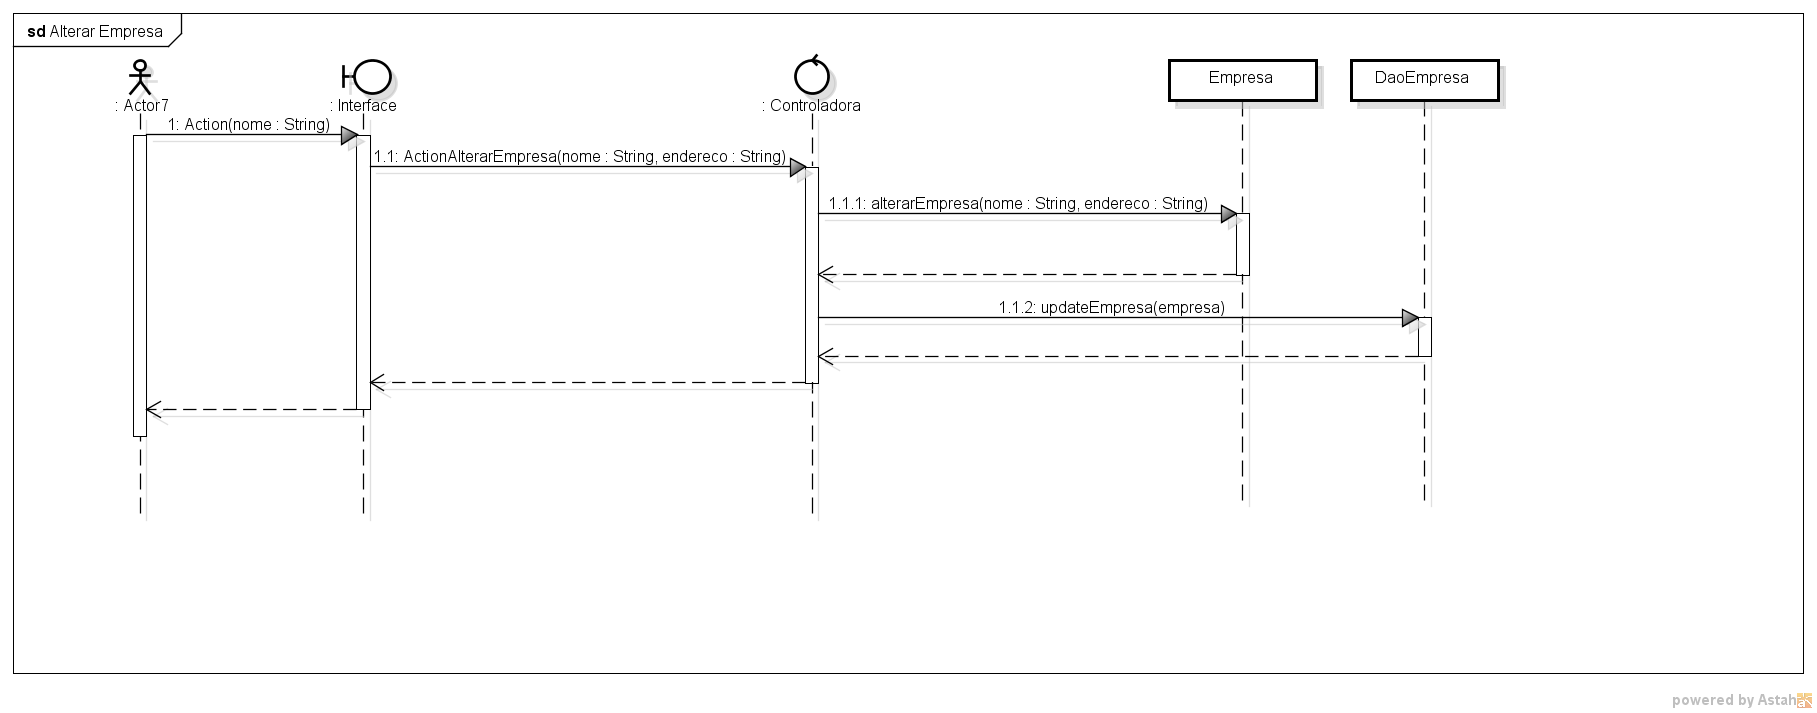 sd Alterar Empresa
: Actor7
: Interface
: Controladora
Empresa
DaoEmpresa
1: Action(nome : String)
1.1: ActionAlterarEmpresa(nome : String, endereco : String)
1.1.1: alterarEmpresa(nome : String, endereco : String)
1.1.2: updateEmpresa(empresa)
powered by Astah